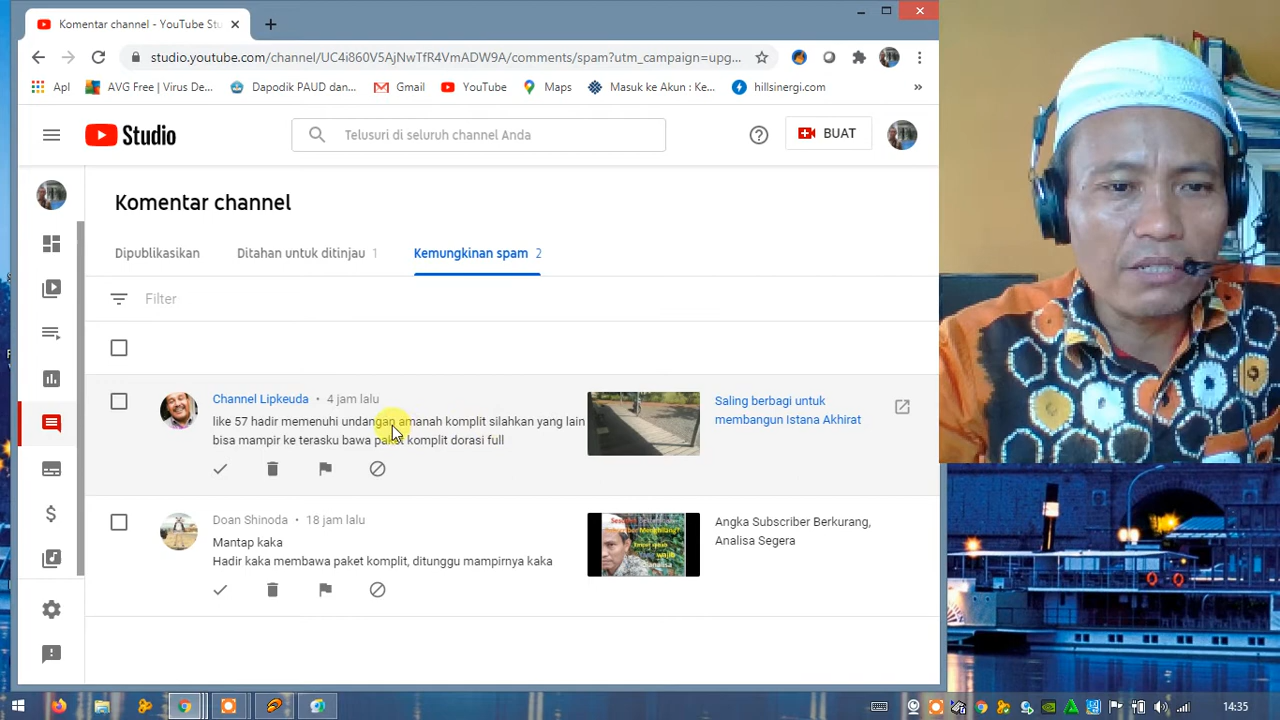 Komentar channel - YouTube Stu
studio.youtube.com/channel/UC4i860V5AjNwTfR4VmADW9A/comments/spam?utm_campaign=upg...
Apl
AVG Free | Virus De...
Dapodik PAUD dan...
Gmail
YouTube
Maps
Masuk ke Akun : Ke...
hillsinergi.com
»
Studio
Telusuri di seluruh channel Anda
BUAT
Komentar channel
Dipublikasikan
Ditahan untuk ditinjau 1
Kemungkinan spam 2
Filter
Channel Lipkeuda • 4 jam lalu
like 57 hadir memenuhi undangan amanah komplit silahkan yang lain
bisa mampir ke terasku bawa paket komplit dorasi full
Saling berbagi untuk
membangun Istana Akhirat
Doan Shinoda • 18 jam lalu
Mantap kaka
Hadir kaka membawa paket komplit, ditunggu mampirnya kaka
Angka Subscriber Berkurang,
Analisa Segera
14:35